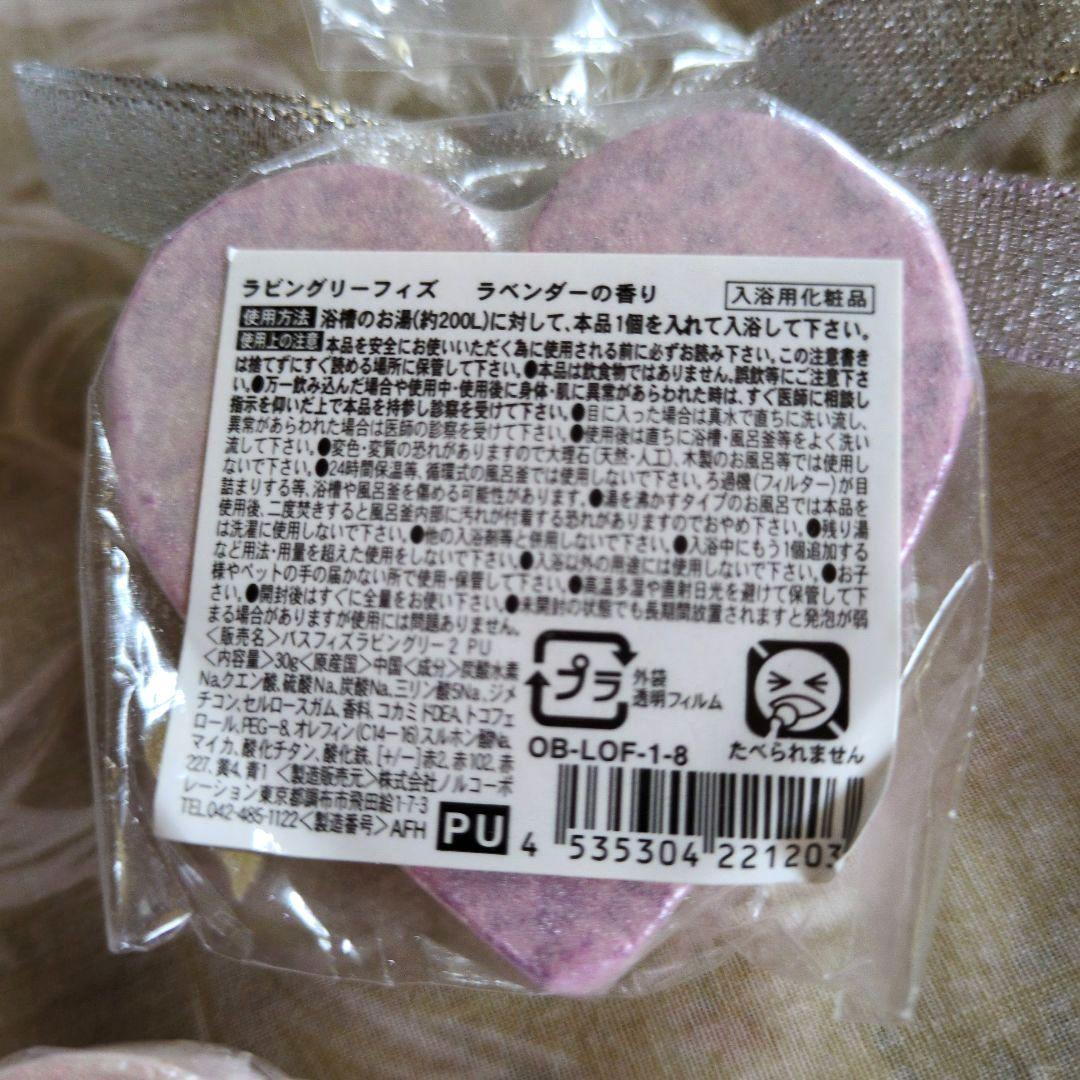 ラビングリーフィズ ラベンダーの香り 入浴用化粧品
使用方法 浴槽のお湯(約200L)に対して、本品1個を入れて入浴して下さい。
使用上の注意 本品を安全にお使いいただく為に使用される前に必ずお読み下さい。この注意書き
は捨てずにすぐ読める場所に保管して下さい。●本品は飲食物ではありません。誤飲等にご注意下さ
い。●万一飲み込んだ場合や使用中・使用後に身体・肌に異常があらわれた時は、すぐ医師に相談し
指示を仰いだ上で本品を持参し診察を受けて下さい。●目に入った場合は真水で直ちに洗い流し、
異常があらわれた場合は医師の診察を受けて下さい。●使用後は直ちに浴槽・風呂釜等をよく洗い
流して下さい。●変色・変質の恐れがありますので大理石(天然・人工)、木製のお風呂等では使用し
ないで下さい。●24時間保温等、循環式の風呂釜では使用しないで下さい。ろ過機(フィルター)が目
詰まりする等、浴槽や風呂釜を傷める可能性があります。●湯を沸かすタイプのお風呂では本品を
使用後、二度焚きすると風呂釜内部に汚れが付着する恐れがありますのでおやめ下さい。●残り湯
は洗濯に使用しないで下さい。●他の入浴剤等と併用しないで下さい。●入浴中にもう1個追加する
など用法・用量を超えた使用をしないで下さい。●入浴以外の用途には使用しないで下さい。●お子
様やペットの手の届かない所で使用・保管して下さい。●高温多湿や直射日光を避けて保管して下
さい。●開封後はすぐに全量をお使い下さい。●未開封の状態でも長期間放置されますと発泡が弱
まる場合がありますが使用には問題ありません。
<販売名>バスフィズラビングリー2 PU
<内容量>30g<原産国>中国<成分>炭酸水素
Na,クエン酸,硫酸Na,炭酸Na,三リン酸5Na,ジメ
チコン,セルロースガム,香料,コカミドDEA,トコフェ
ロール,PEG-8,オレフィン(C14-16)スルホン酸Na,
マイカ,酸化チタン,酸化鉄,[+/-]赤2,赤102,赤
227,黄4,青1 <製造販売元>株式会社ノルコーポ
レーション東京都調布市飛田給1-7-3
TEL042-485-1122<製造番号>AFH
PU
プラ
外袋
透明フィルム
OB-LOF-1-8
たべられません
4 535304 221203